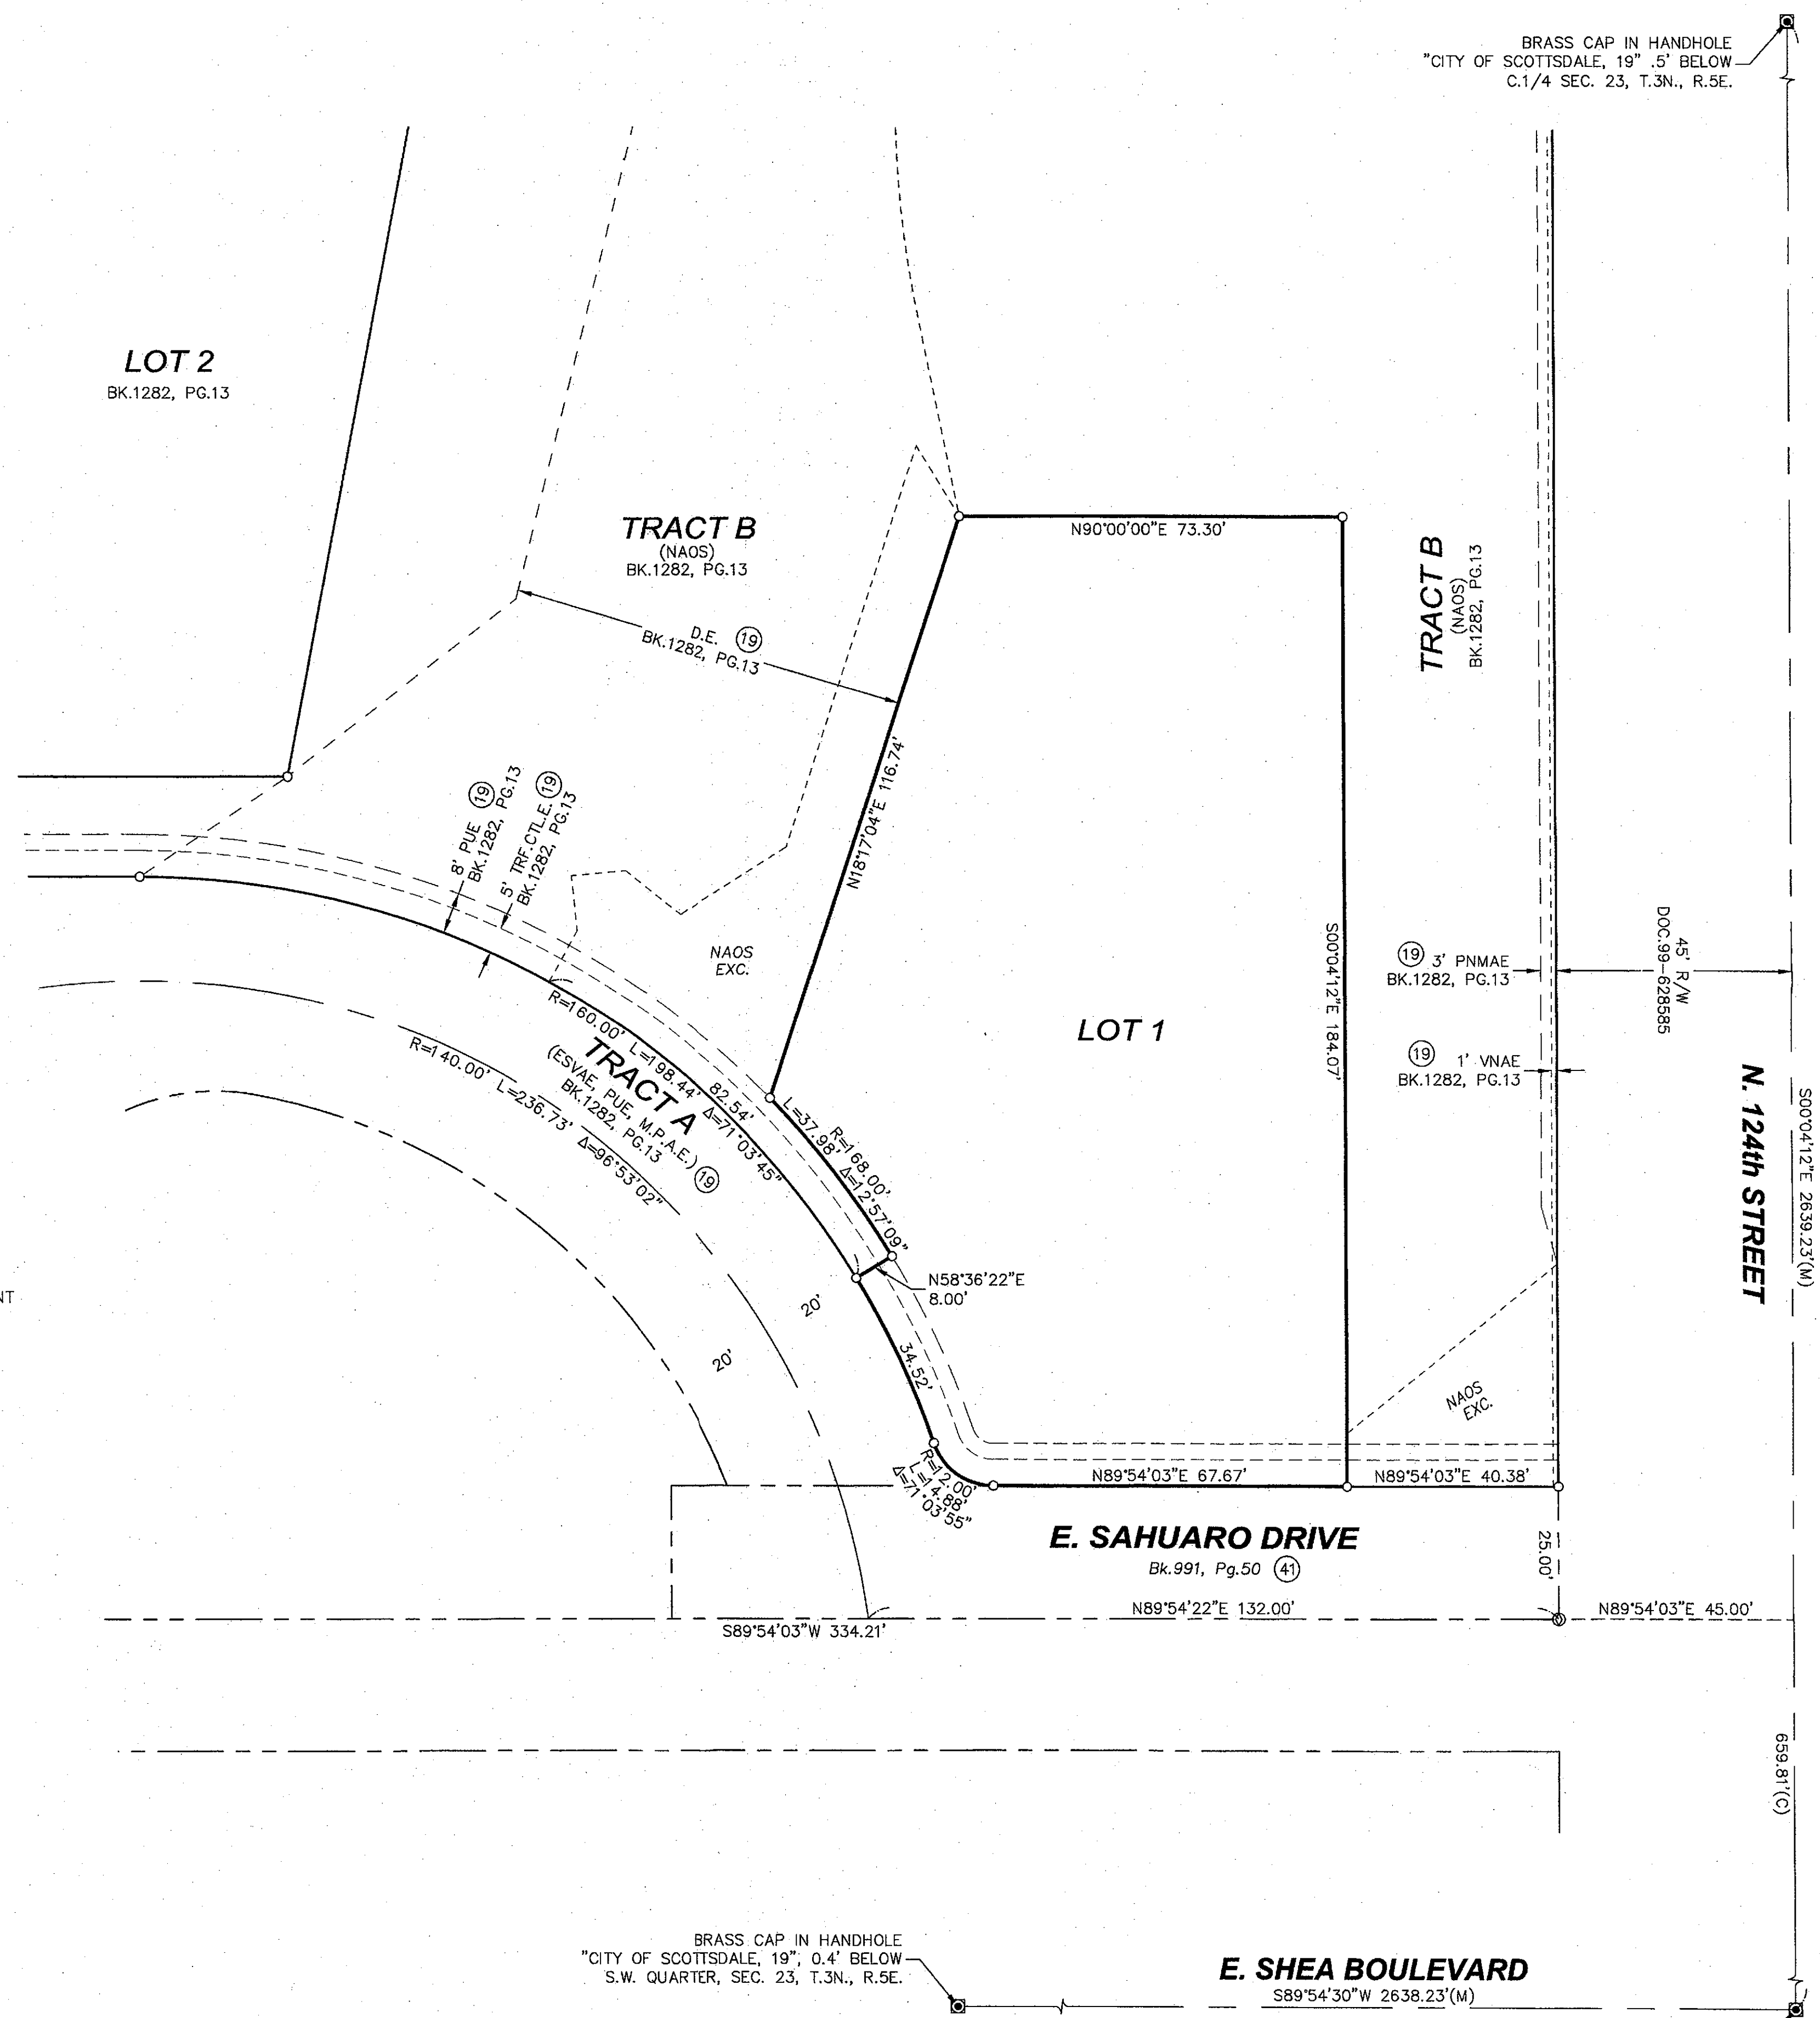 BRASS CAP IN HANDHOLE
"CITY OF SCOTTSDALE, 19" .5' BELOW
C.1/4 SEC. 23, T.3N., R.5E.
LOT 2
BK.1282, PG.13
TRACT B
(NAOS)
BK.1282, PG.13
N90°00'00"E 73.30'
TRACT B
(NAOS)
BK.1282, PG.13
D.E. (19)
BK.1282, PG.13
8' PUE (19)
BK.1282, PG.13
5' TRF.CTL.E. (19)
BK.1282, PG.13
N18°17'04"E 116.74'
NAOS
EXC.
S00°04'12"E 184.07'
(19) 3' PNMAE
BK.1282, PG.13
45' R/W
DOC.99-628585
LOT 1
(19) 1' VNAE
BK.1282, PG.13
R=160.00' L=198.44' Δ=71°03'45"
82.54'
TRACT A
(ESVAE, PUE, M.P.A.E.) (19)
BK.1282, PG.13
R=140.00' L=236.73' Δ=96°53'02"
R=168.00'
L=37.98' Δ=12°57'09"
N. 124th STREET
S00°04'12"E 2639.23'(M)
N58°36'22"E
8.00'
NT
20'
20'
34.52'
NAOS
EXC.
R=12.00'
L=14.88'
Δ=71°03'55"
N89°54'03"E 67.67'
N89°54'03"E 40.38'
E. SAHUARO DRIVE
Bk.991, Pg.50 (41)
25.00'
N89°54'22"E 132.00'
N89°54'03"E 45.00'
S89°54'03"W 334.21'
659.81'(C)
BRASS CAP IN HANDHOLE
"CITY OF SCOTTSDALE, 19", 0.4' BELOW
S.W. QUARTER, SEC. 23, T.3N., R.5E.
E. SHEA BOULEVARD
S89°54'30"W 2638.23'(M)